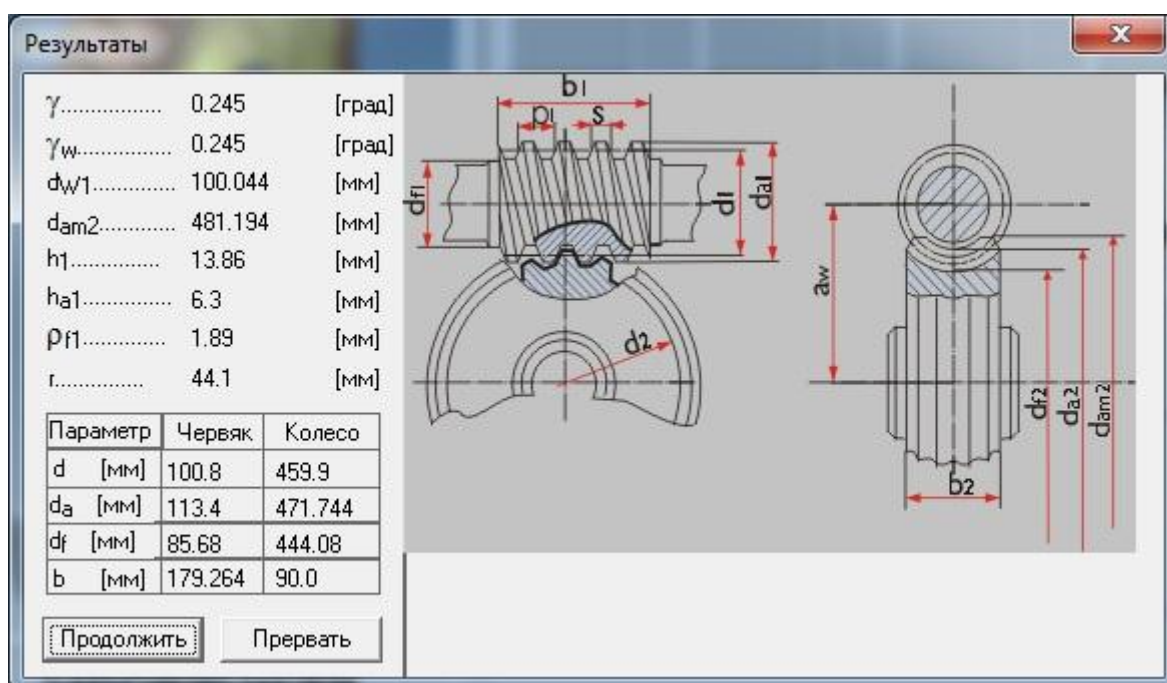 Результаты
γ................ 0.245 [град]
γw............... 0.245 [град]
dw1.............. 100.044 [мм]
dam2............. 481.194 [мм]
h1............... 13.86 [мм]
ha1.............. 6.3 [мм]
ρf1.............. 1.89 [мм]
r............... 44.1 [мм]
Параметр Червяк Колесо
d [мм] 100.8 459.9
da [мм] 113.4 471.744
df [мм] 85.68 444.08
b [мм] 179.264 90.0
Продолжить Прервать
b1
p1 s
df1 d1 da1
d2
aw
df2 da2 dam2
b2